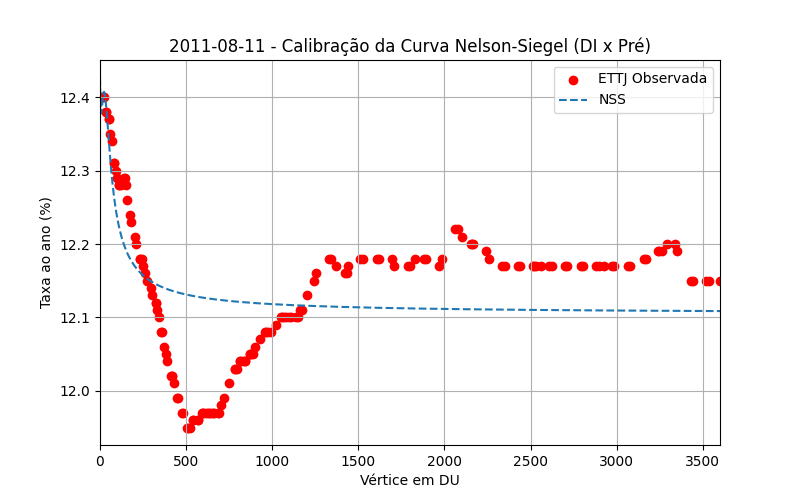 2011-08-11 - Calibração da Curva Nelson-Siegel (DI x Pré)
ETTJ Observada
NSS
12.4
12.3
12.2
12.1
12.0
Taxa ao ano (%)
0 500 1000 1500 2000 2500 3000 3500
Vértice em DU